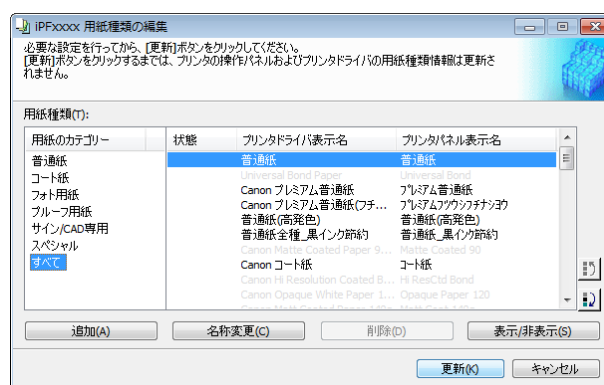 iPFxxxx 用紙種類の編集
必要な設定を行ってから、[更新]ボタンをクリックしてください。
[更新]ボタンをクリックするまでは、プリンタの操作パネルおよびプリンタドライバの用紙種類情報は更新さ
れません。
用紙種類(T):
用紙のカテゴリー 状態 プリンタドライバ表示名 プリンタパネル表示名
普通紙 普通紙 普通紙
コート紙 Universal Bond Paper Universal Bond
フォト用紙 Canon プレミアム普通紙 プレミアム普通紙
プルーフ用紙 Canon プレミアム普通紙(フチ... プレミアムフツウシフチナシヨウ
サイン/CAD専用 普通紙(高発色) 普通紙(高発色)
スペシャル 普通紙全種_黒インク節約 普通紙_黒インク節約
すべて Canon Matte Coated Paper 9... Matte Coated 90
Canon コート紙 コート紙
Canon Hi Resolution Coated B... Hi ResCtd Bond
Canon Opaque White Paper 1... Opaque Paper 120
追加(A) 名称変更(C) 削除(D) 表示/非表示(S)
更新(K) キャンセル